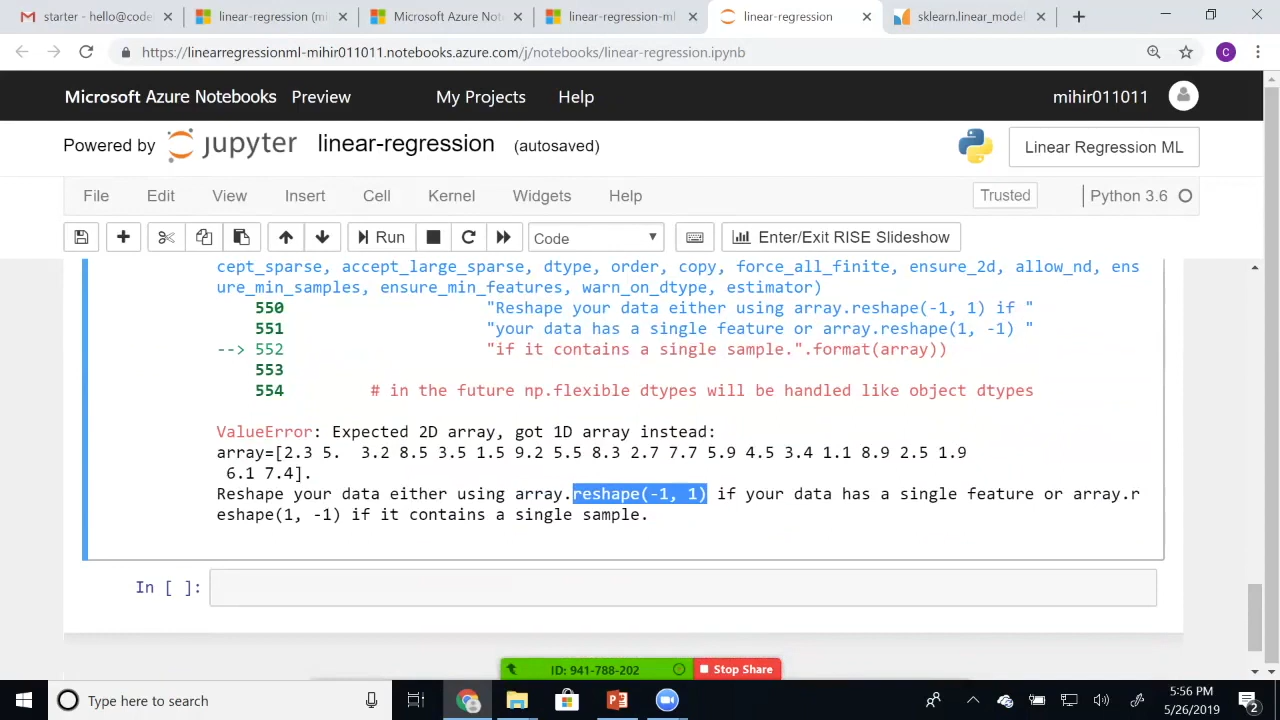 starter - hello@code
linear-regression (mi
Microsoft Azure Not
linear-regression-ml
linear-regression
sklearn.linear_model
https://linearregressionml-mihir011011.notebooks.azure.com/j/notebooks/linear-regression.ipynb
C
Microsoft Azure Notebooks Preview My Projects Help mihir011011
Powered by jupyter linear-regression (autosaved) Linear Regression ML
File Edit View Insert Cell Kernel Widgets Help Trusted Python 3.6
Run Code Enter/Exit RISE Slideshow
cept_sparse, accept_large_sparse, dtype, order, copy, force_all_finite, ensure_2d, allow_nd, ens
ure_min_samples, ensure_min_features, warn_on_dtype, estimator)
550 "Reshape your data either using array.reshape(-1, 1) if "
551 "your data has a single feature or array.reshape(1, -1) "
--> 552 "if it contains a single sample.".format(array))
553
554 # in the future np.flexible dtypes will be handled like object dtypes
ValueError: Expected 2D array, got 1D array instead:
array=[2.3 5.  3.2 8.5 3.5 1.5 9.2 5.5 8.3 2.7 7.7 5.9 4.5 3.4 1.1 8.9 2.5 1.9
6.1 7.4].
Reshape your data either using array.reshape(-1, 1) if your data has a single feature or array.r
eshape(1, -1) if it contains a single sample.
In [ ]:
ID: 941-788-202 Stop Share
Type here to search
5:56 PM
5/26/2019
2